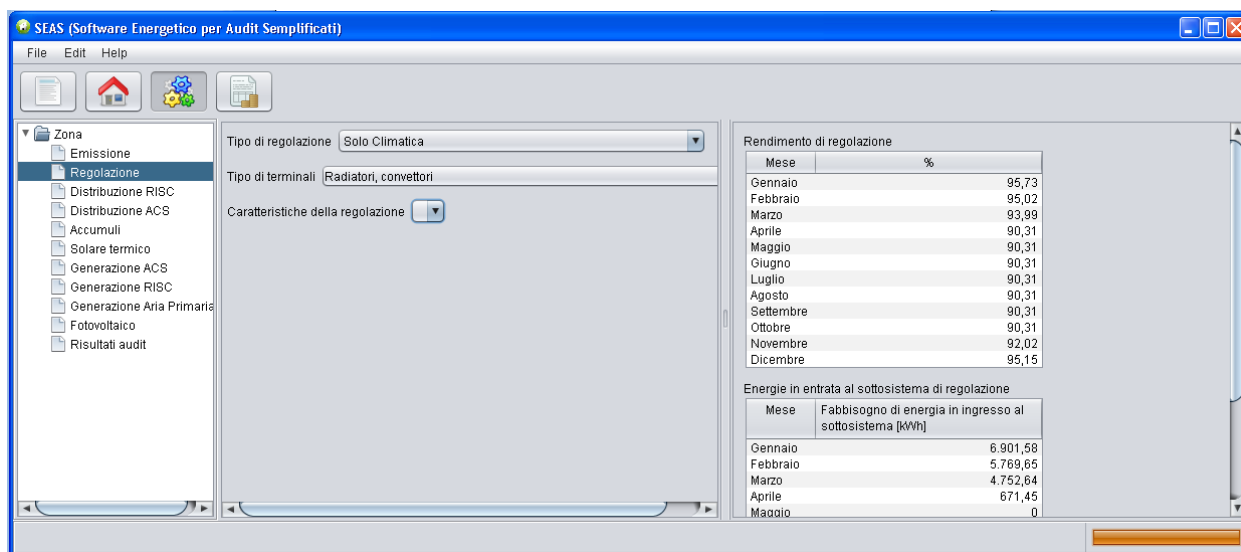 SEAS (Software Energetico per Audit Semplificati)
File Edit Help
Zona
Emissione
Regolazione
Distribuzione RISC
Distribuzione ACS
Accumuli
Solare termico
Generazione ACS
Generazione RISC
Generazione Aria Primaria
Fotovoltaico
Risultati audit
Tipo di regolazione Solo Climatica
Tipo di terminali Radiatori, convettori
Caratteristiche della regolazione
Rendimento di regolazione
Mese %
Gennaio 95,73
Febbraio 95,02
Marzo 93,99
Aprile 90,31
Maggio 90,31
Giugno 90,31
Luglio 90,31
Agosto 90,31
Settembre 90,31
Ottobre 90,31
Novembre 92,02
Dicembre 95,15
Energie in entrata al sottosistema di regolazione
Mese Fabbisogno di energia in ingresso al
sottosistema [kWh]
Gennaio 6.901,58
Febbraio 5.769,65
Marzo 4.752,64
Aprile 671,45
Maggio 0